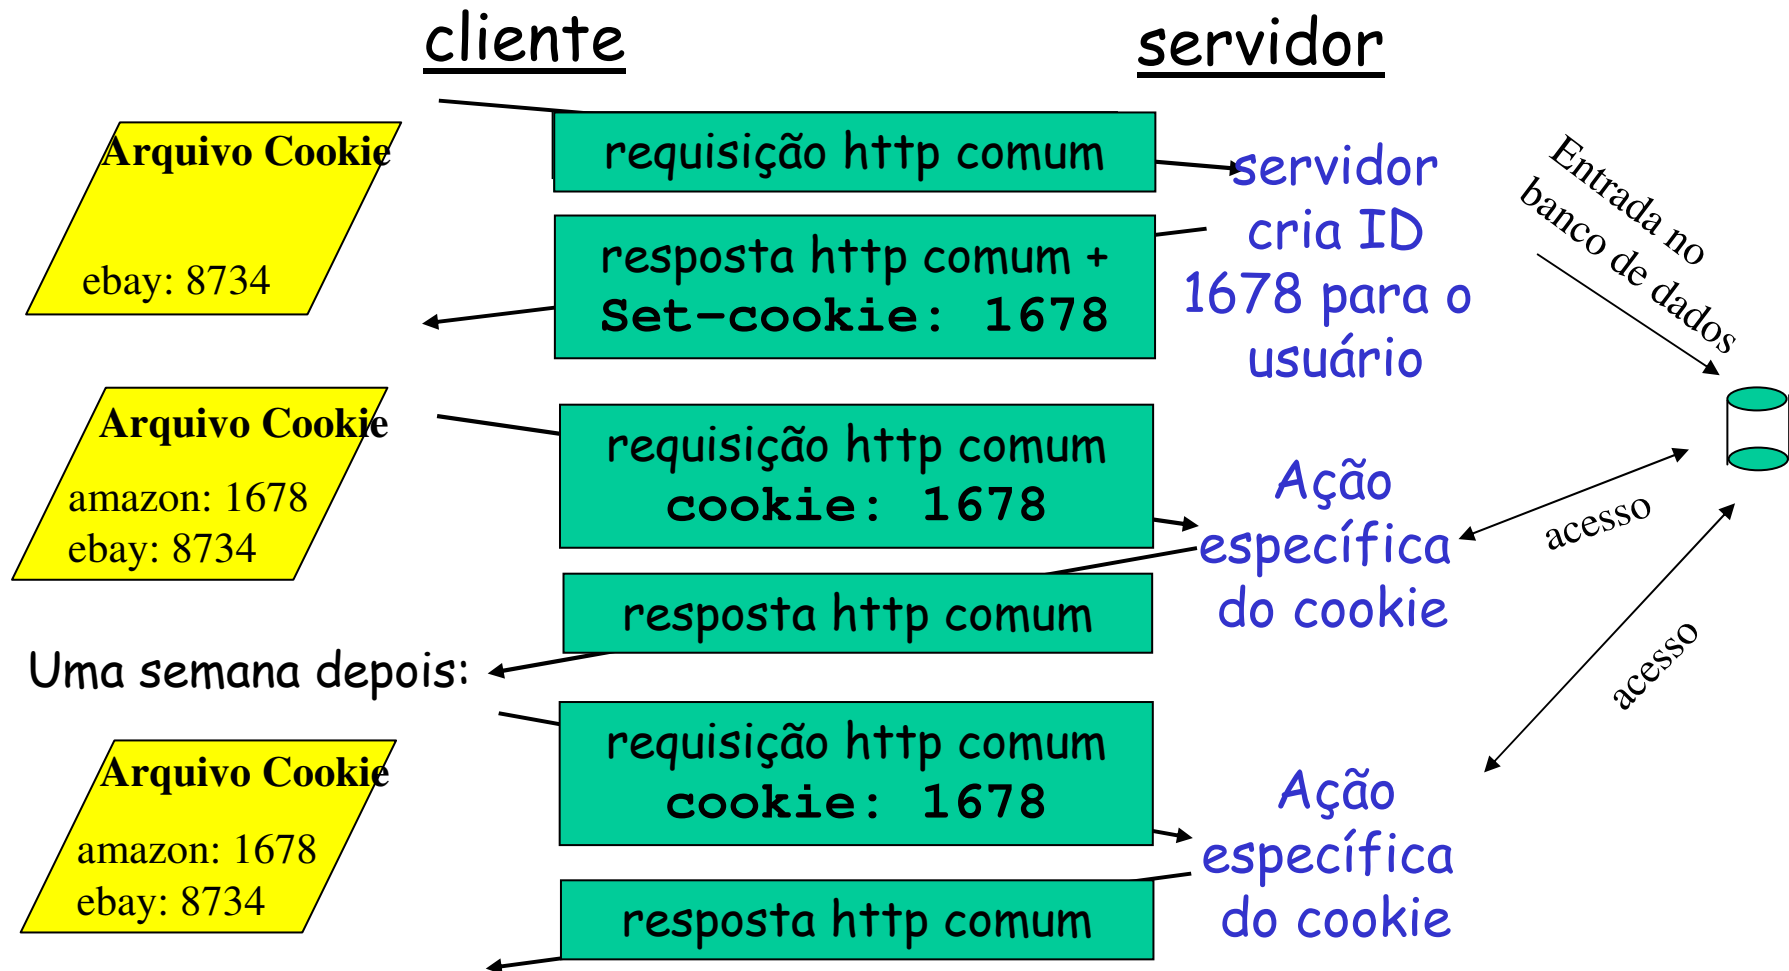 cliente
servidor
Arquivo Cookie
ebay: 8734
requisição http comum
resposta http comum +
Set-cookie: 1678
servidor
cria ID
1678 para o
usuário
Entrada no
banco de dados
Arquivo Cookie
amazon: 1678
ebay: 8734
requisição http comum
cookie: 1678
resposta http comum
Ação
específica
do cookie
acesso
acesso
Uma semana depois:
Arquivo Cookie
amazon: 1678
ebay: 8734
requisição http comum
cookie: 1678
resposta http comum
Ação
específica
do cookie